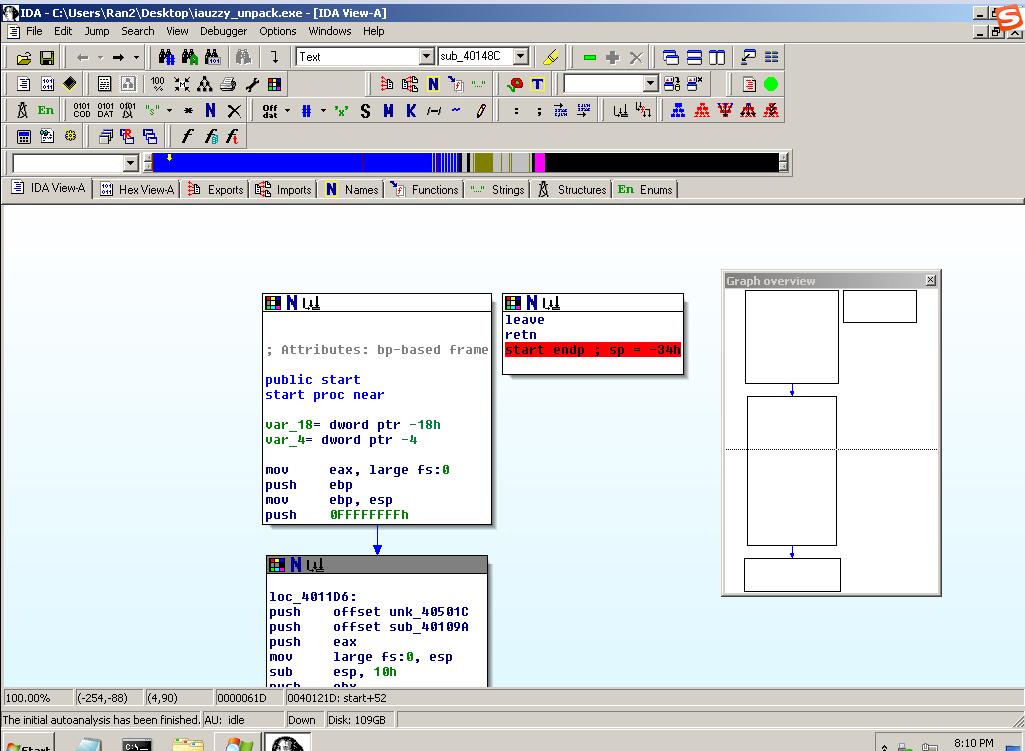 IDA - C:\Users\Ran2\Desktop\iauzzy_unpack.exe - [IDA View-A]
File Edit Jump Search View Debugger Options Windows Help
Text sub_40148C
IDA View-A Hex View-A Exports Imports N Names Functions Strings Structures En Enums
; Attributes: bp-based frame
public start
start proc near
var_18= dword ptr -18h
var_4= dword ptr -4
mov eax, large fs:0
push ebp
mov ebp, esp
push 0FFFFFFFFh
leave
retn
start endp ; sp = -34h
Graph overview
loc_4011D6:
push offset unk_40501C
push offset sub_40109A
push eax
mov large fs:0, esp
sub esp, 10h
push ebx
100.00% (-254,-88) (4,90) 0000061D 0040121D: start+52
The initial autoanalysis has been finished. AU: idle Down Disk: 109GB
Start 8:10 PM